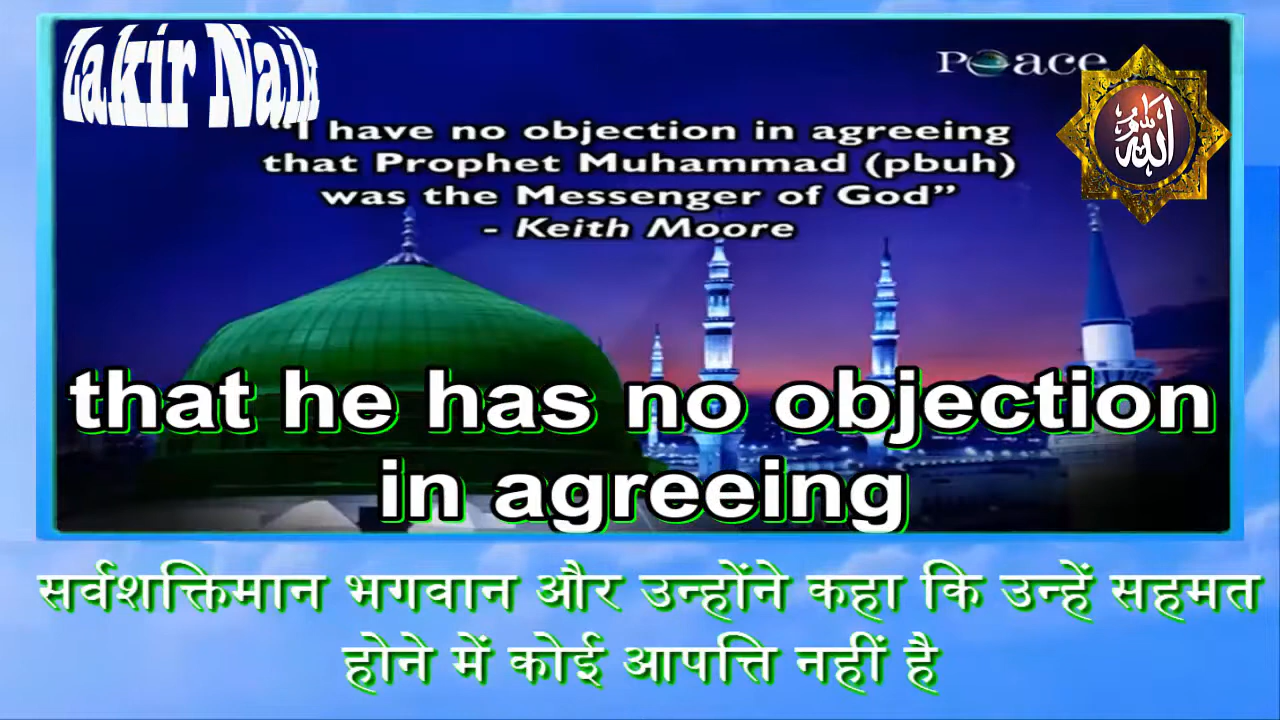 Zakir Naik
Peace
الله
“I have no objection in agreeing
that Prophet Muhammad (pbuh)
was the Messenger of God”
- Keith Moore
that he has no objection
in agreeing
सर्वशक्तिमान भगवान और उन्होंने कहा कि उन्हें सहमत
होने में कोई आपत्ति नहीं है